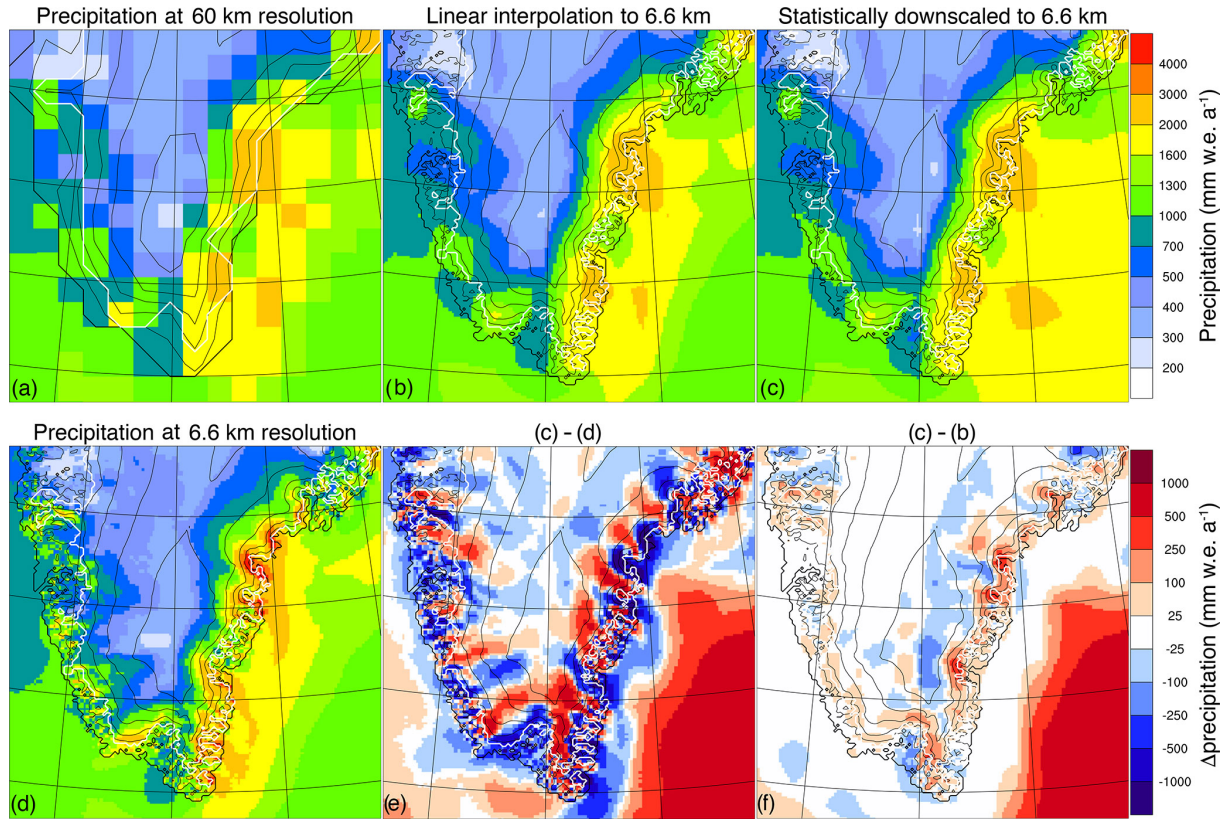 Precipitation at 60 km resolution
Linear interpolation to 6.6 km
Statistically downscaled to 6.6 km
(a)
(b)
(c)
4000
3000
2000
1600
1300
1000
700
500
400
300
200
Precipitation (mm w.e. a⁻¹)
Precipitation at 6.6 km resolution
(c) - (d)
(c) - (b)
(d)
(e)
(f)
1000
500
250
100
25
-25
-100
-250
-500
-1000
Δprecipitation (mm w.e. a⁻¹)